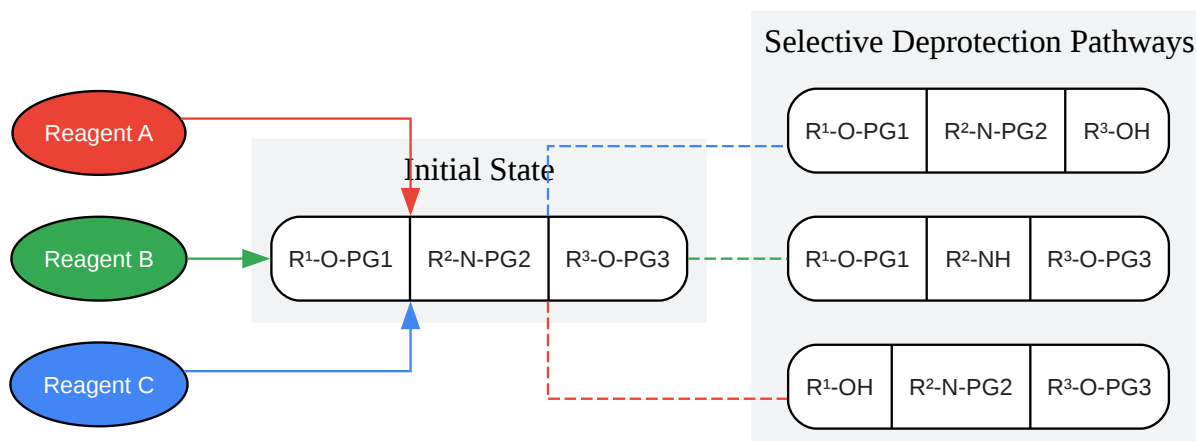 Selective Deprotection Pathways
Reagent A
R¹-O-PG1 R²-N-PG2 R³-OH
Initial State
Reagent B
R¹-O-PG1 R²-N-PG2 R³-O-PG3
R¹-O-PG1 R²-NH R³-O-PG3
Reagent C
R¹-OH R²-N-PG2 R³-O-PG3